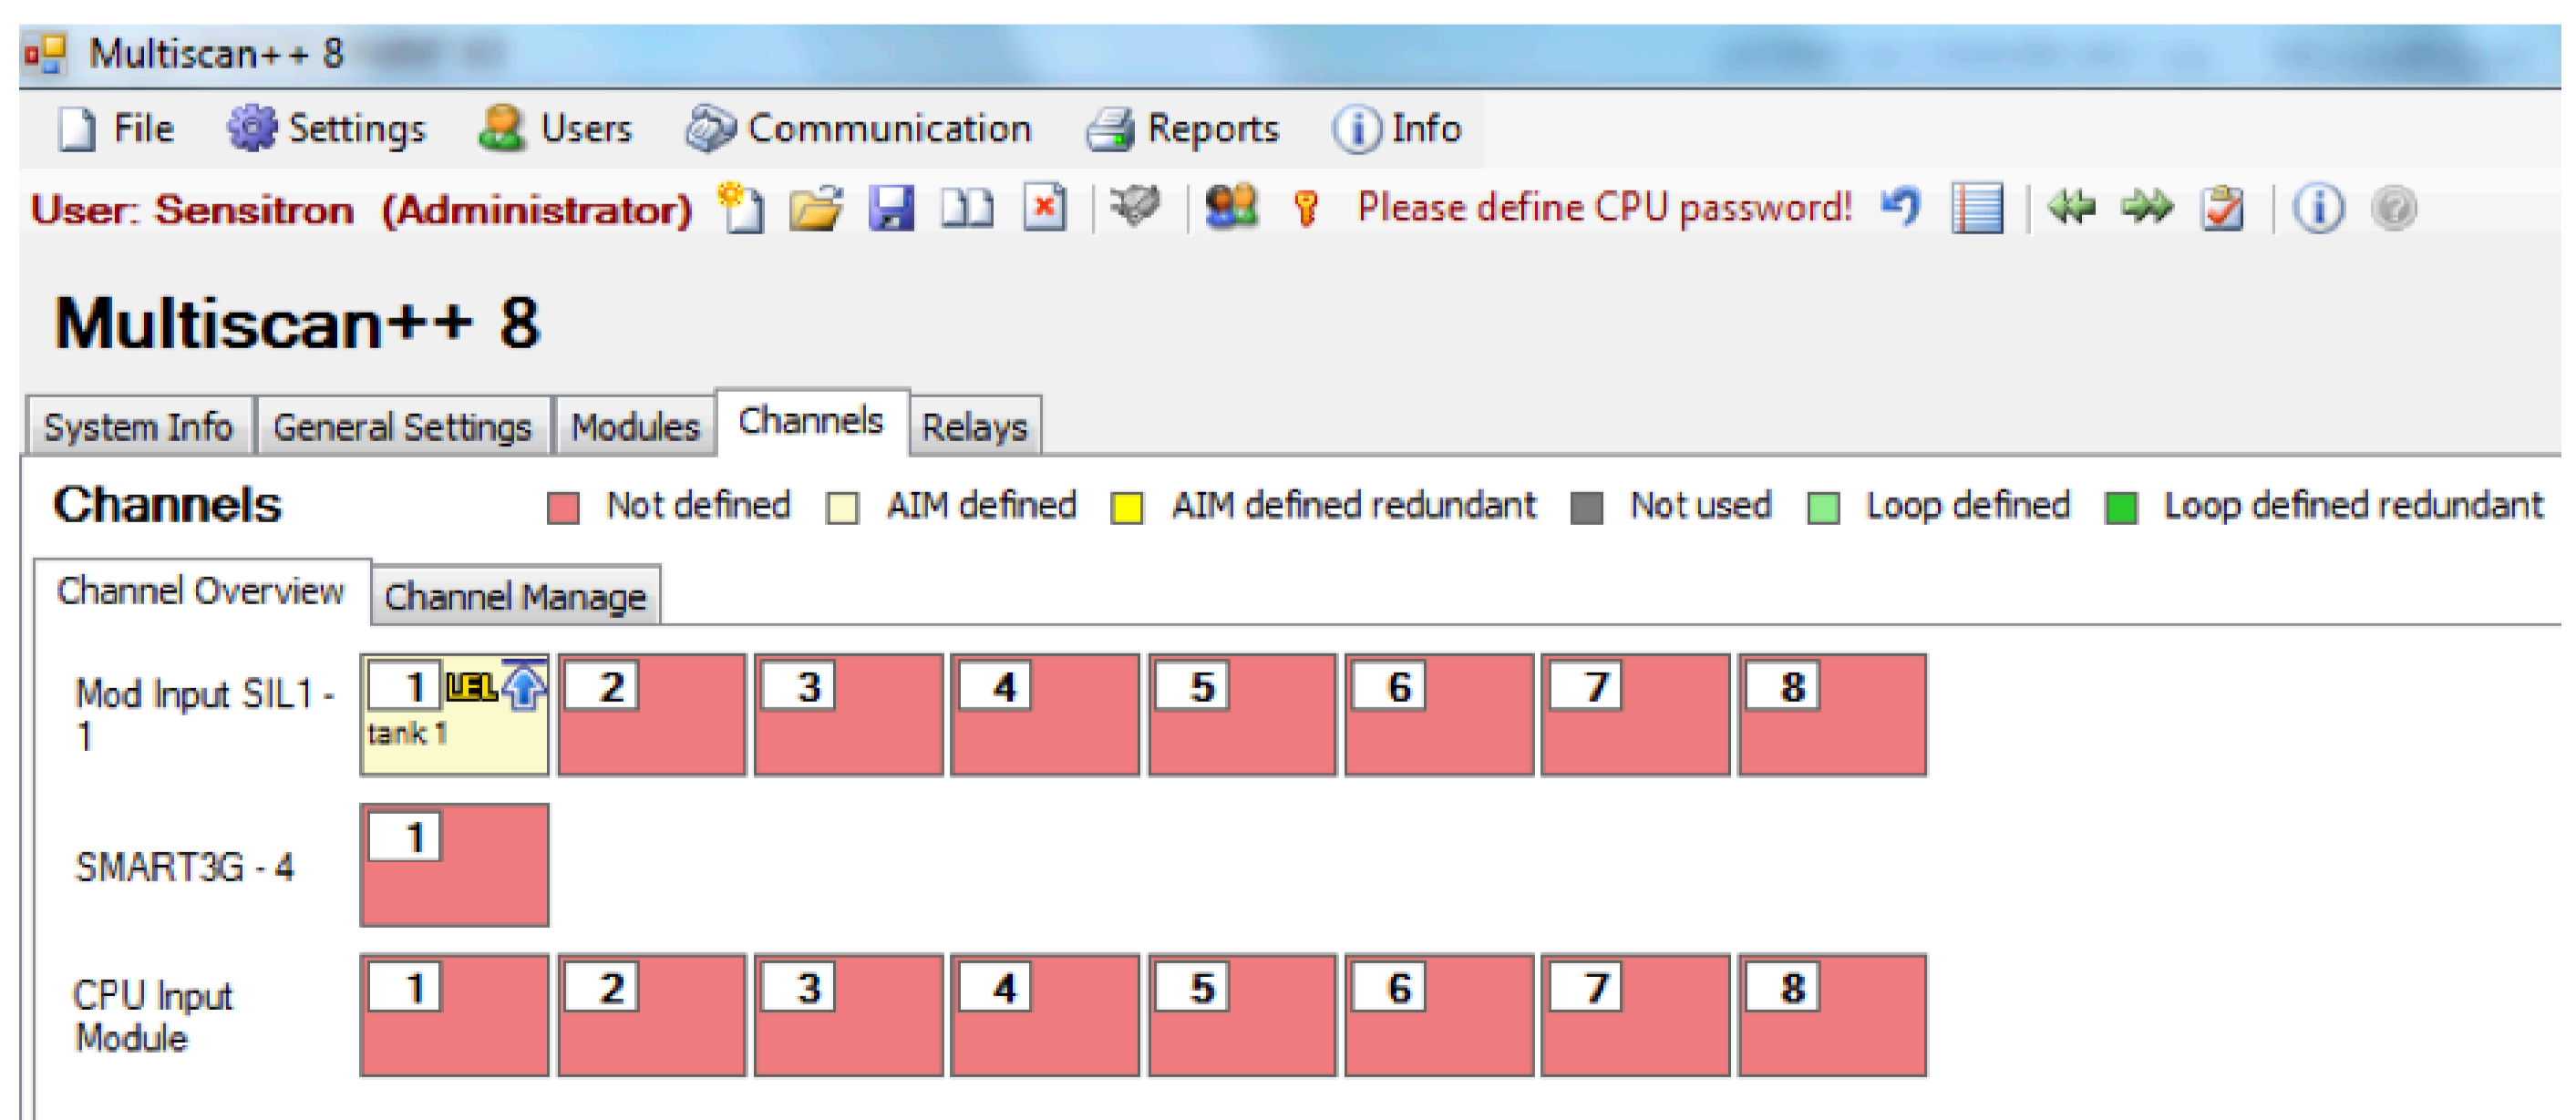 Multiscan++ 8
File Settings Users Communication Reports Info
User: Sensitron (Administrator) Please define CPU password!
Multiscan++ 8
System Info General Settings Modules Channels Relays
Channels Not defined AIM defined AIM defined redundant Not used Loop defined Loop defined redundant
Channel Overview Channel Manage
Mod Input SIL1 - 1 LEL 2 3 4 5 6 7 8
1 tank 1
SMART3G - 4 1
CPU Input 1 2 3 4 5 6 7 8
Module